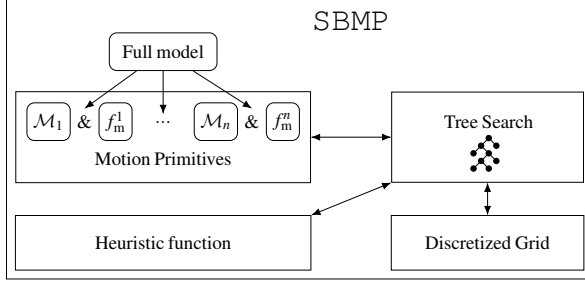 SBMP
Full model
ℳ₁ & f¹ₘ ... ℳₙ & fⁿₘ
Motion Primitives
Tree Search
Heuristic function
Discretized Grid